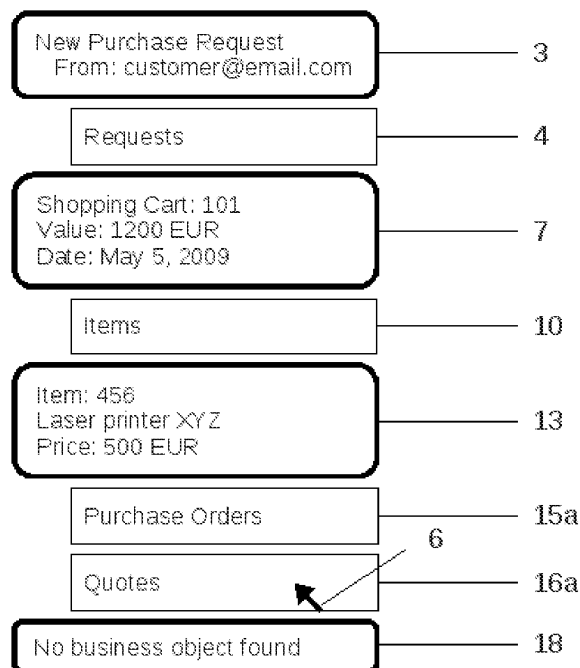 New Purchase Request
From: customer@email.com
3
Requests
4
Shopping Cart: 101
Value: 1200 EUR
Date: May 5, 2009
7
Items
10
Item: 456
Laser printer XYZ
Price: 500 EUR
13
Purchase Orders
15a
6
Quotes
16a
No business object found
18